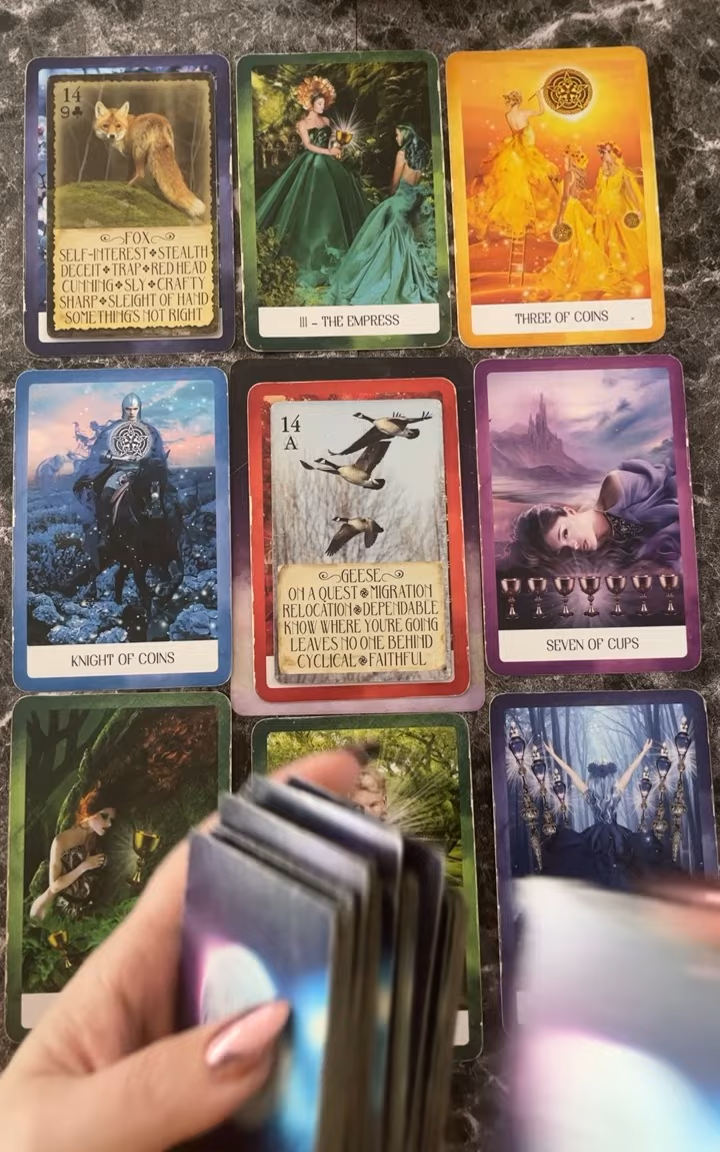 14
9♣
FOX
SELF-INTEREST❖STEALTH
DECEIT❖TRAP❖RED HEAD
CUNNING❖SLY❖CRAFTY
SHARP❖SLEIGHT OF HAND
SOMETHING'S NOT RIGHT
III – THE EMPRESS
THREE OF COINS
KNIGHT OF COINS
14
A
GEESE
ON A QUEST❖MIGRATION
RELOCATION❖DEPENDABLE
KNOW WHERE YOU'RE GOING
LEAVES NO ONE BEHIND
CYCLICAL❖FAITHFUL
SEVEN OF CUPS